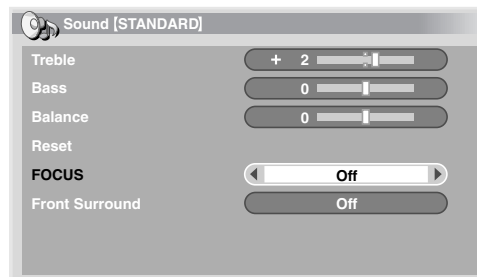 Sound [STANDARD]
Treble + 2
Bass 0
Balance 0
Reset
FOCUS Off
Front Surround Off